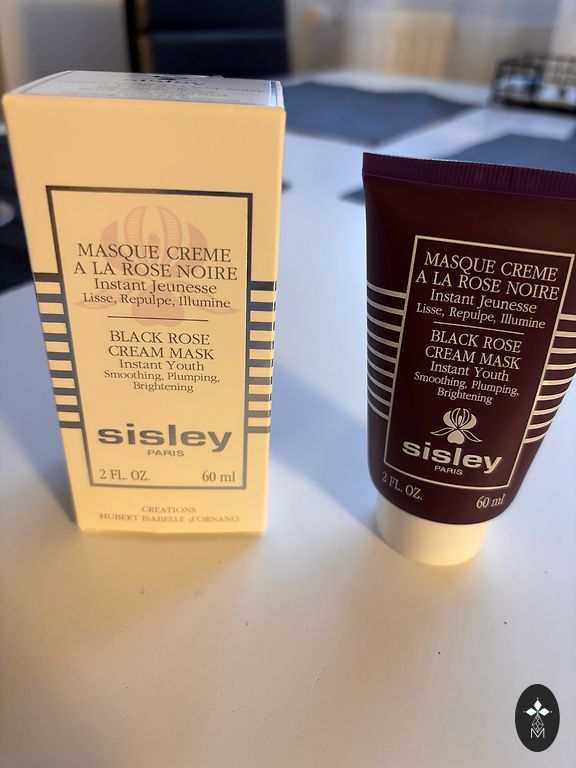 MASQUE CREME
A LA ROSE NOIRE
Instant Jeunesse
Lisse, Repulpe, Illumine
BLACK ROSE
CREAM MASK
Instant Youth
Smoothing, Plumping,
Brightening
sisley
PARIS
2 FL. OZ. 60 ml
CREATIONS
HUBERT ISABELLE d'ORNANO
MASQUE CREME
A LA ROSE NOIRE
Instant Jeunesse
Lisse, Repulpe, Illumine
BLACK ROSE
CREAM MASK
Instant Youth
Smoothing, Plumping,
Brightening
sisley
PARIS
2 FL. OZ. 60 ml
M